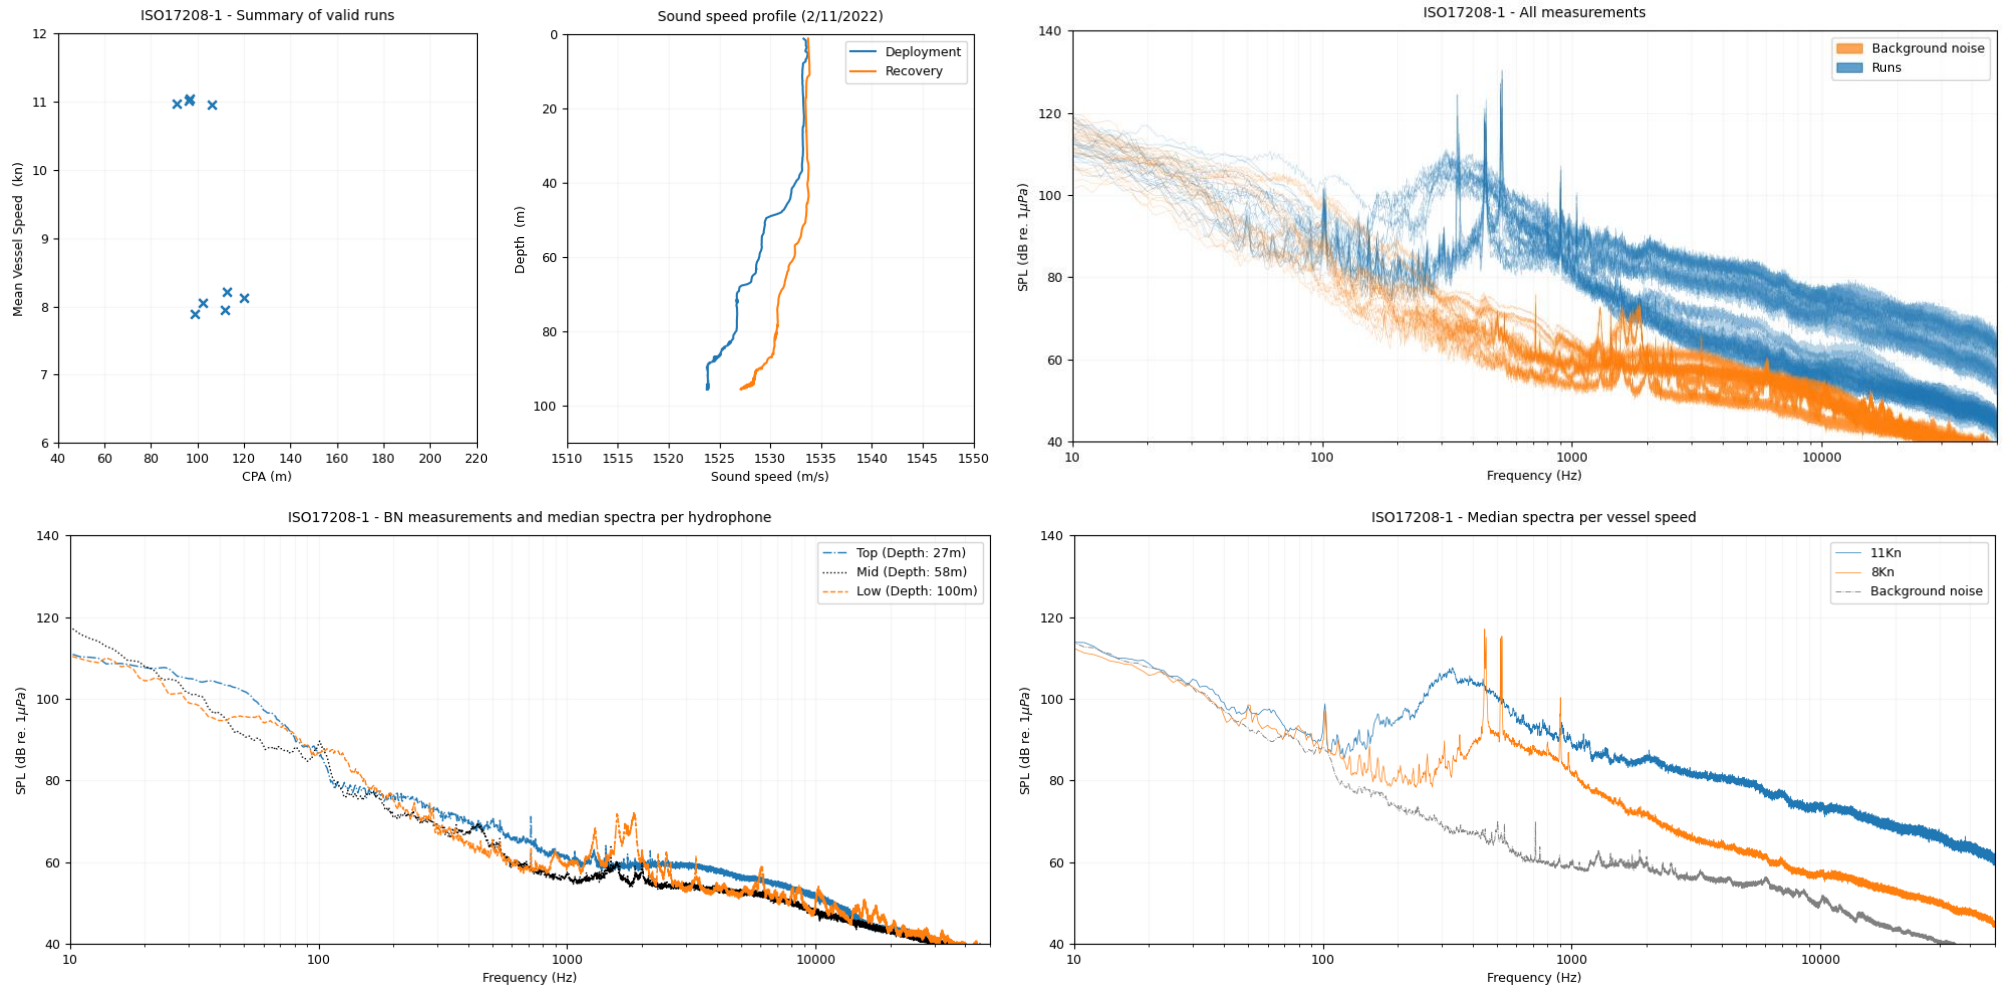 ISO17208-1 - Summary of valid runs
12
11
10
9
8
7
6
Mean Vessel Speed (kn)
40 60 80 100 120 140 160 180 200 220
CPA (m)
Sound speed profile (2/11/2022)
Deployment
Recovery
0
20
40
60
80
100
Depth (m)
1510 1515 1520 1525 1530 1535 1540 1545 1550
Sound speed (m/s)
ISO17208-1 - All measurements
Background noise
Runs
140
120
100
80
60
40
SPL (dB re. 1μPa)
10 100 1000 10000
Frequency (Hz)
ISO17208-1 - BN measurements and median spectra per hydrophone
Top (Depth: 27m)
Mid (Depth: 58m)
Low (Depth: 100m)
140
120
100
80
60
40
SPL (dB re. 1μPa)
10 100 1000 10000
Frequency (Hz)
ISO17208-1 - Median spectra per vessel speed
11Kn
8Kn
Background noise
140
120
100
80
60
40
SPL (dB re. 1μPa)
10 100 1000 10000
Frequency (Hz)